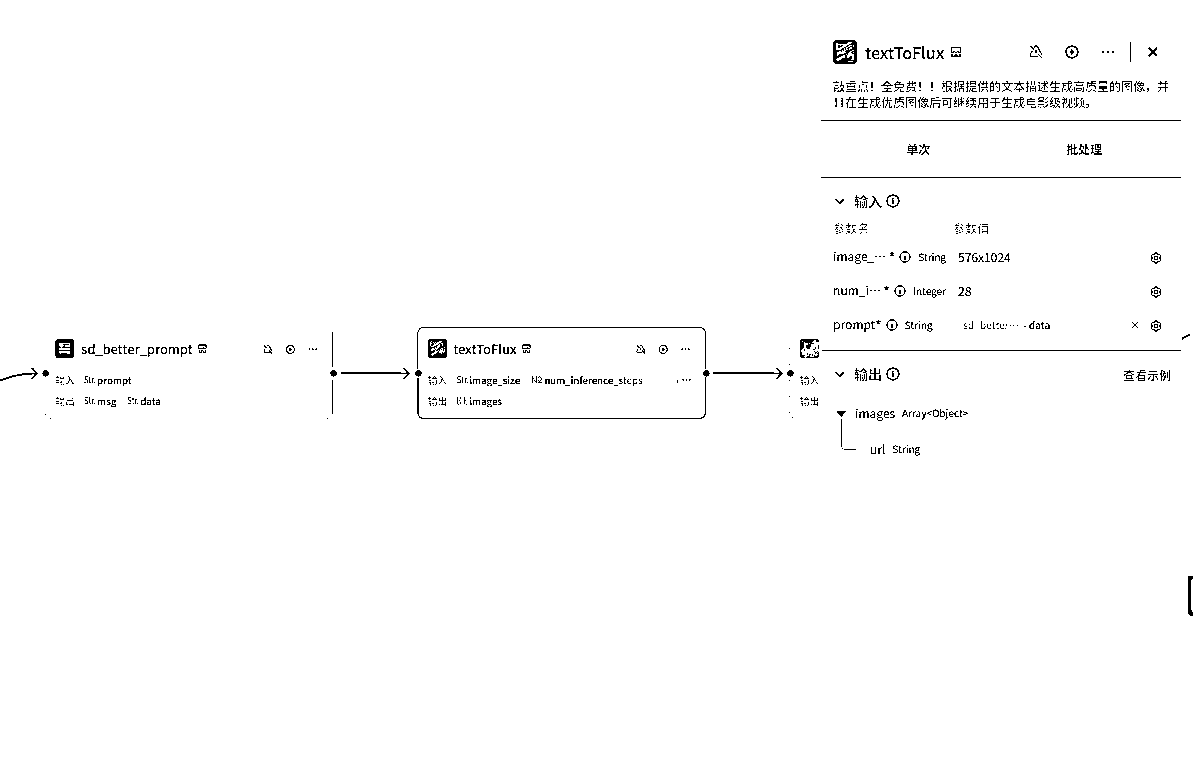 sd_better_prompt
输入 Str. prompt
输出 Str. msg Str. data
textToFlux
输入 Str. image_size num_inference_steps ...
输出 images
输入
输出
textToFlux
敲重点！全免费！！根据提供的文本描述生成高质量的图像，并
且在生成优质图像后可继续用于生成电影级视频。
单次 批处理
输入
参数名 参数值
image_... * String 576x1024
num_i... * Integer 28
prompt* String sd_better... - data
输出 查看示例
images Array<Object>
url String